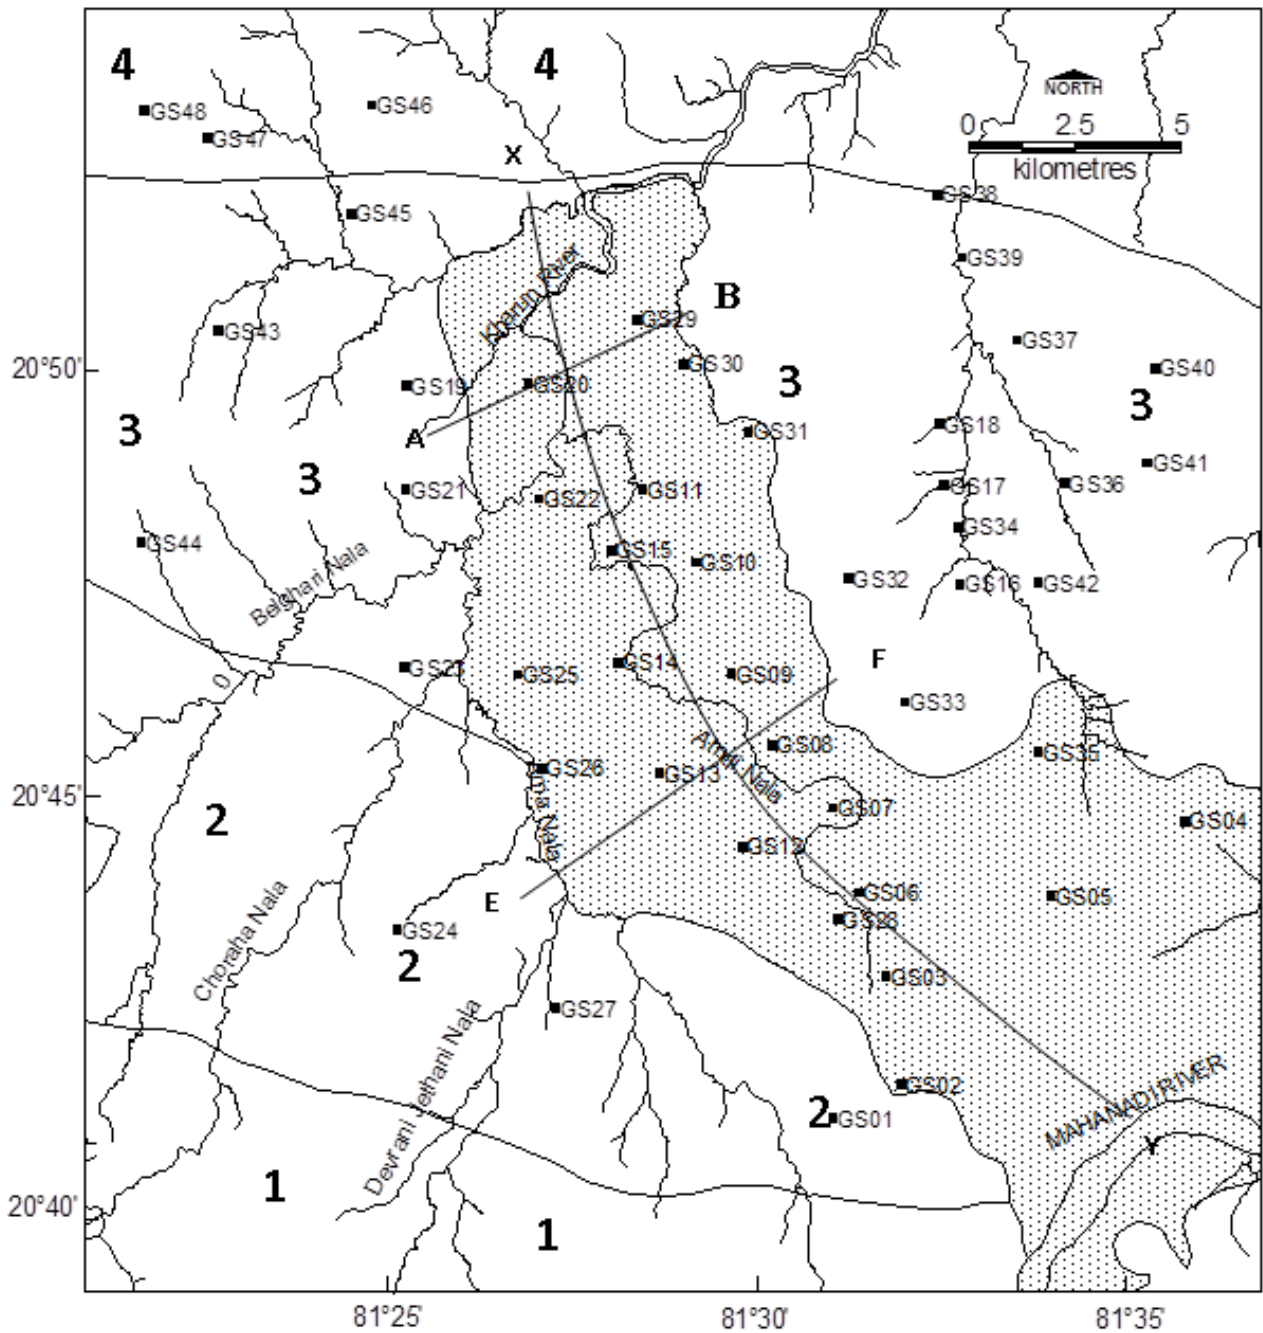 4
4
NORTH
GS48
GS46
GS47
0 2.5 5
kilometres
X
GS38
GS45
GS39
Kharun River
B
GS43
GS29
GS37
20°50'
GS30
GS40
GS19
GS20
3
3
3
A
GS31
GS18
GS41
3
GS21
GS22
GS11
GS17
GS36
GS44
GS15
GS10
GS34
Belghari Nala
GS32
GS16
GS42
GS23
GS25
GS14
GS09
F
0
GS33
Amdi Nala
GS08
GS35
GS26
GS13
20°45'
GS07
GS04
2
uma Nala
GS12
E
GS06
GS05
Choraha Nala
GS24
GS28
2
GS03
GS27
Devrani Jethani Nala
GS02
2
GS01
MAHANADI RIVER
Y
20°40'
1
1
81°25'
81°30'
81°35'